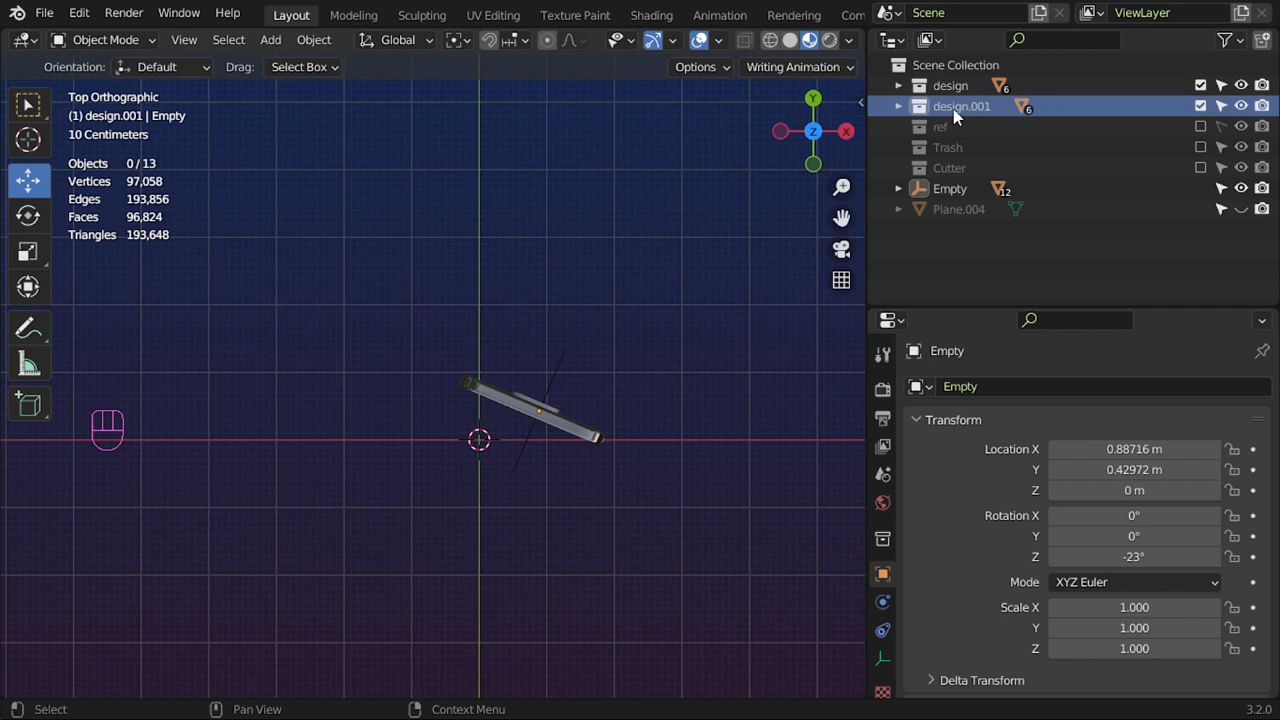 File Edit Render Window Help Layout Modeling Sculpting UV Editing Texture Paint Shading Animation Rendering Com Scene ViewLayer
Object Mode View Select Add Object Global
Orientation: Default Drag: Select Box Options Writing Animation
Top Orthographic
(1) design.001 | Empty
10 Centimeters
Objects 0 / 13
Vertices 97,058
Edges 193,856
Faces 96,824
Triangles 193,648
Y
Z
X
Scene Collection
design 6
design.001 6
ref
Trash
Cutter
Empty 12
Plane.004
Empty
Empty
Transform
Location X 0.88716 m
Y 0.42972 m
Z 0 m
Rotation X 0°
Y 0°
Z -23°
Mode XYZ Euler
Scale X 1.000
Y 1.000
Z 1.000
Delta Transform
Select Pan View Context Menu 3.2.0